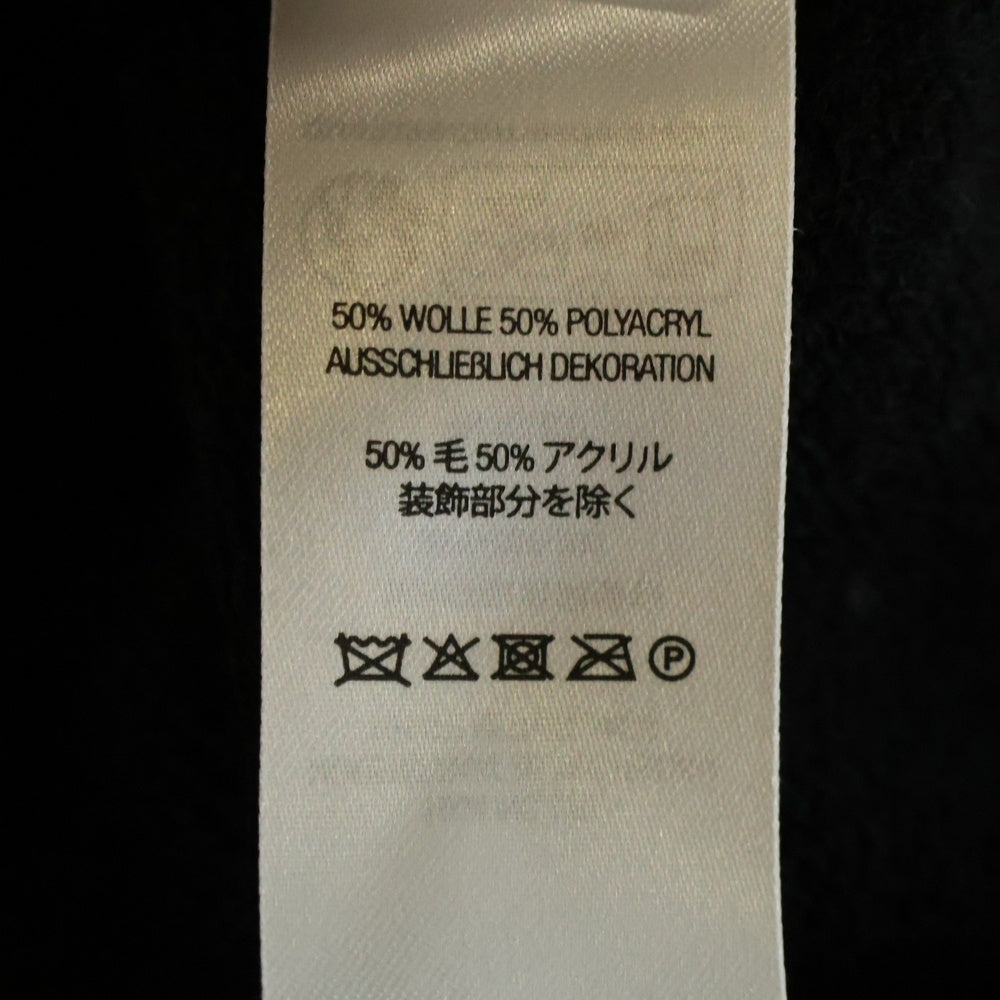 50% WOLLE 50% POLYACRYL
AUSSCHLIEßLICH DEKORATION
50% 毛 50% アクリル
装飾部分を除く
P